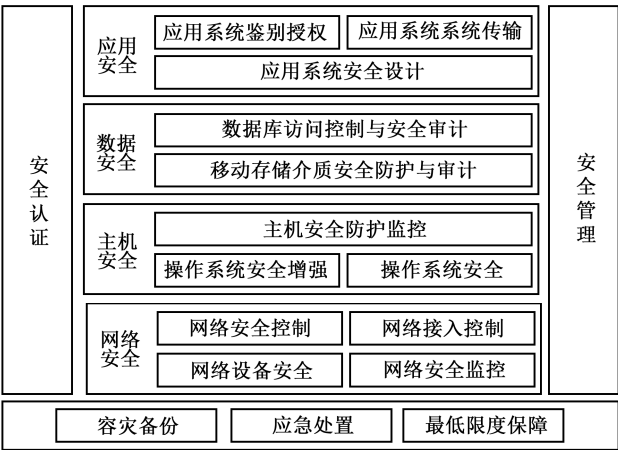 安全认证
应用安全
应用系统鉴别授权
应用系统系统传输
应用系统安全设计
数据安全
数据库访问控制与安全审计
移动存储介质安全防护与审计
主机安全
主机安全防护监控
操作系统安全增强
操作系统安全
网络安全
网络安全控制
网络接入控制
网络设备安全
网络安全监控
安全管理
容灾备份
应急处置
最低限度保障